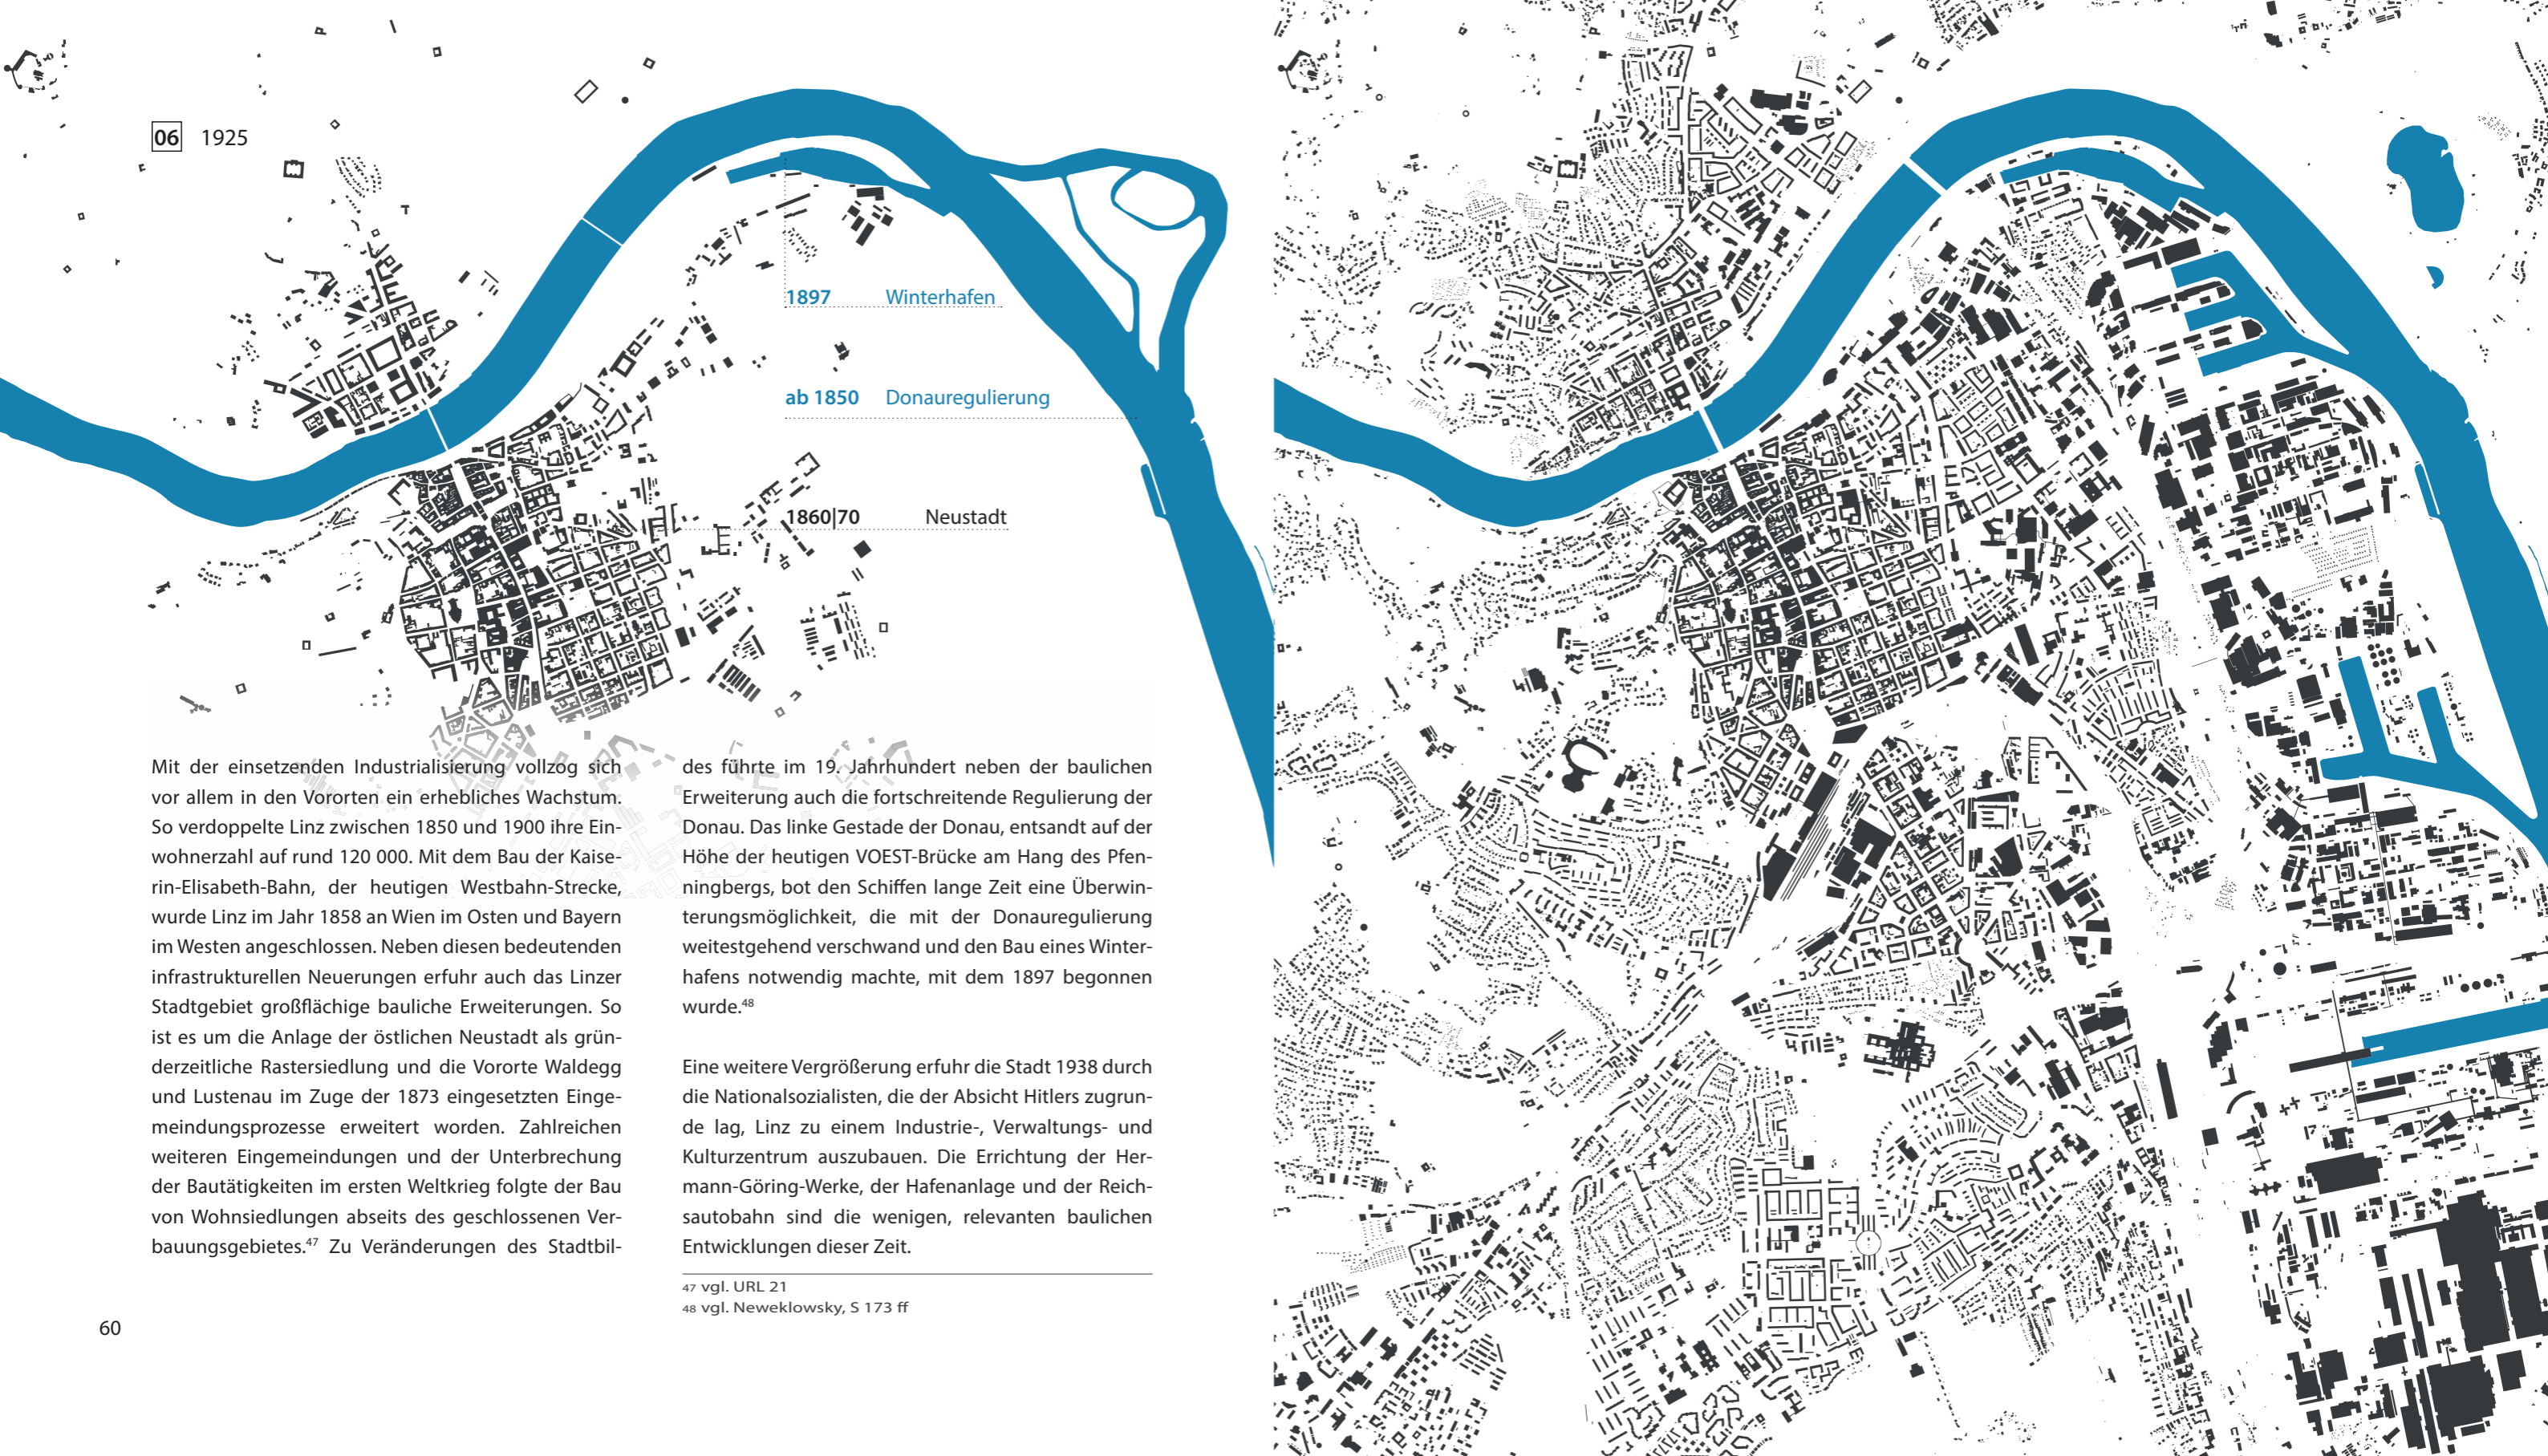 06 1925
1897 Winterhafen
ab 1850 Donauregulierung
1860|70 Neustadt
Mit der einsetzenden Industrialisierung vollzog sich
vor allem in den Vororten ein erhebliches Wachstum.
So verdoppelte Linz zwischen 1850 und 1900 ihre Ein-
wohnerzahl auf rund 120 000. Mit dem Bau der Kaise-
rin-Elisabeth-Bahn, der heutigen Westbahn-Strecke,
wurde Linz im Jahr 1858 an Wien im Osten und Bayern
im Westen angeschlossen. Neben diesen bedeutenden
infrastrukturellen Neuerungen erfuhr auch das Linzer
Stadtgebiet großflächige bauliche Erweiterungen. So
ist es um die Anlage der östlichen Neustadt als grün-
derzeitliche Rastersiedlung und die Vororte Waldegg
und Lustenau im Zuge der 1873 eingesetzten Einge-
meindungsprozesse erweitert worden. Zahlreichen
weiteren Eingemeindungen und der Unterbrechung
der Bautätigkeiten im ersten Weltkrieg folgte der Bau
von Wohnsiedlungen abseits des geschlossenen Ver-
bauungsgebietes.47 Zu Veränderungen des Stadtbil-
des führte im 19. Jahrhundert neben der baulichen
Erweiterung auch die fortschreitende Regulierung der
Donau. Das linke Gestade der Donau, entsandt auf der
Höhe der heutigen VOEST-Brücke am Hang des Pfen-
ningbergs, bot den Schiffen lange Zeit eine Überwin-
terungsmöglichkeit, die mit der Donauregulierung
weitestgehend verschwand und den Bau eines Winter-
hafens notwendig machte, mit dem 1897 begonnen
wurde.48
Eine weitere Vergrößerung erfuhr die Stadt 1938 durch
die Nationalsozialisten, die der Absicht Hitlers zugrun-
de lag, Linz zu einem Industrie-, Verwaltungs- und
Kulturzentrum auszubauen. Die Errichtung der Her-
mann-Göring-Werke, der Hafenanlage und der Reich-
sautobahn sind die wenigen, relevanten baulichen
Entwicklungen dieser Zeit.
47 vgl. URL 21
48 vgl. Neweklowsky, S 173 ff
60